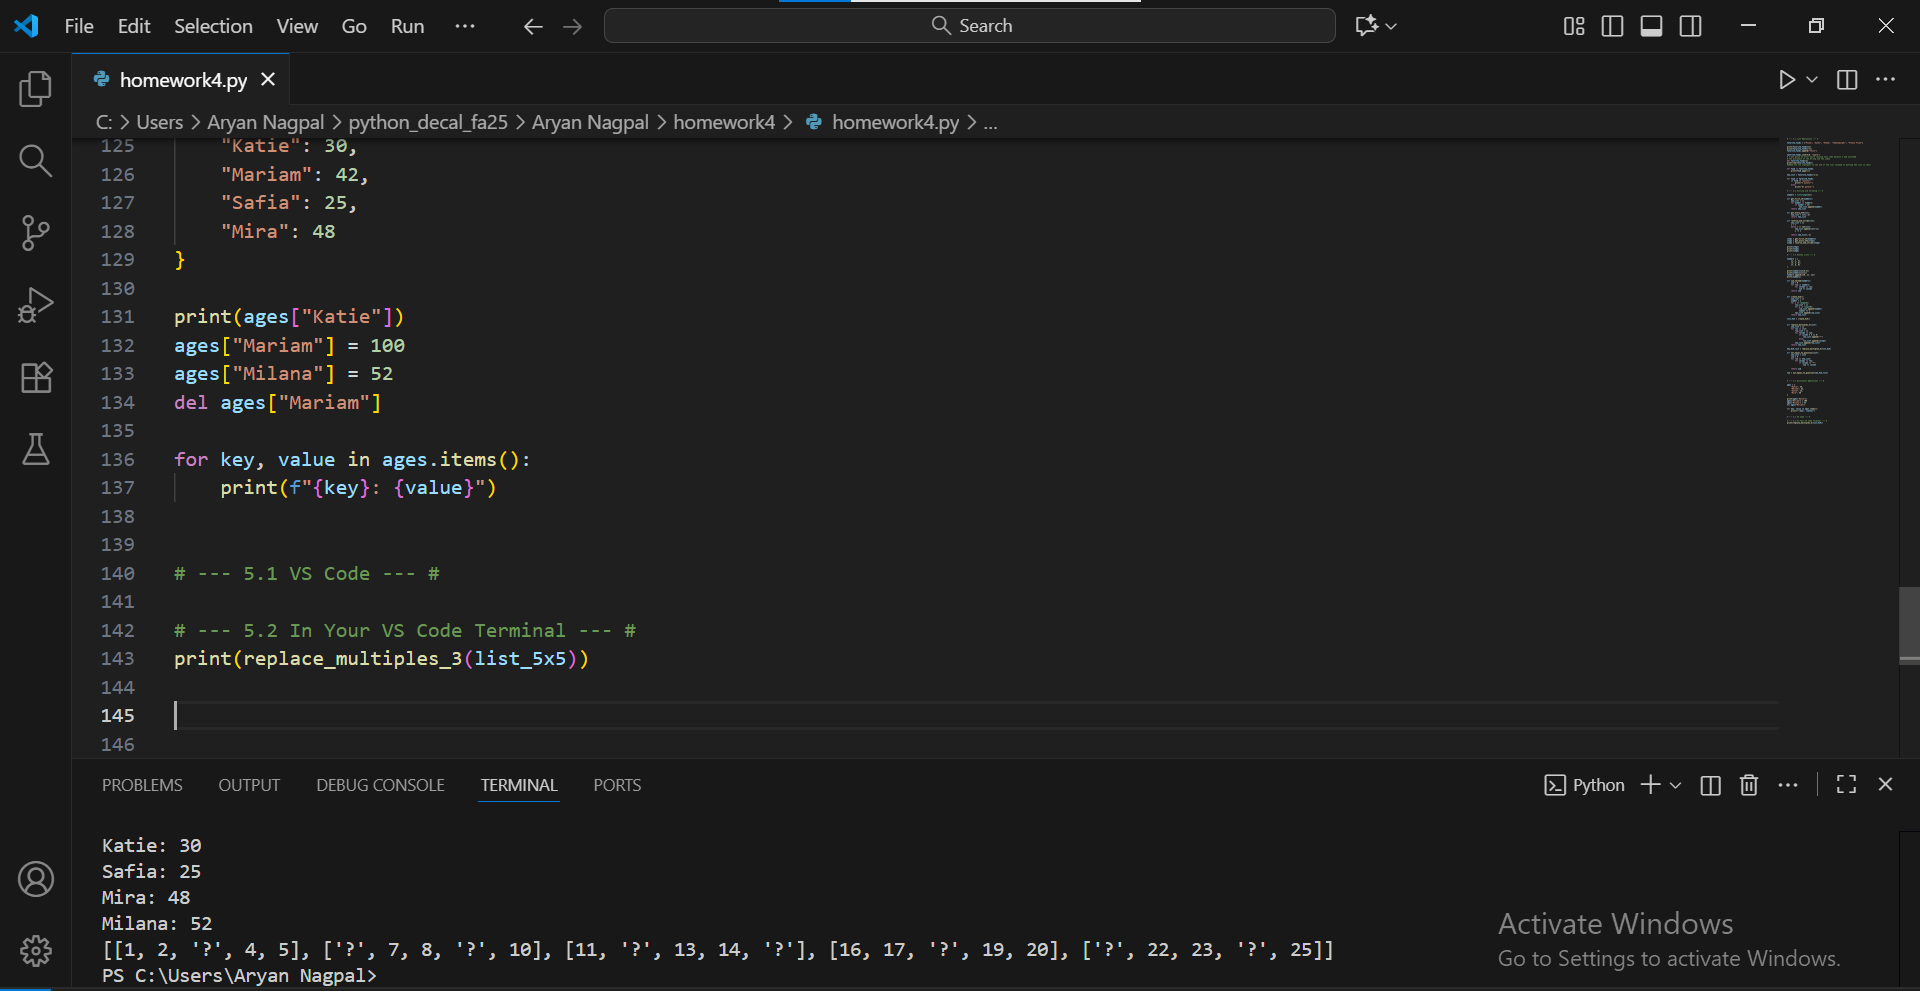 File Edit Selection View Go Run ··· Search
homework4.py
C: > Users > Aryan Nagpal > python_decal_fa25 > Aryan Nagpal > homework4 > homework4.py > ...
125 "Katie": 30,
126 "Mariam": 42,
127 "Safia": 25,
128 "Mira": 48
129 }
130
131 print(ages["Katie"])
132 ages["Mariam"] = 100
133 ages["Milana"] = 52
134 del ages["Mariam"]
135
136 for key, value in ages.items():
137 print(f"{key}: {value}")
138
139
140 # --- 5.1 VS Code --- #
141
142 # --- 5.2 In Your VS Code Terminal --- #
143 print(replace_multiples_3(list_5x5))
144
145
146
PROBLEMS OUTPUT DEBUG CONSOLE TERMINAL PORTS Python
Katie: 30
Safia: 25
Mira: 48
Milana: 52
[[1, 2, '?', 4, 5], ['?', 7, 8, '?', 10], [11, '?', 13, 14, '?'], [16, 17, '?', 19, 20], ['?', 22, 23, '?', 25]]
PS C:\Users\Aryan Nagpal>
Activate Windows
Go to Settings to activate Windows.